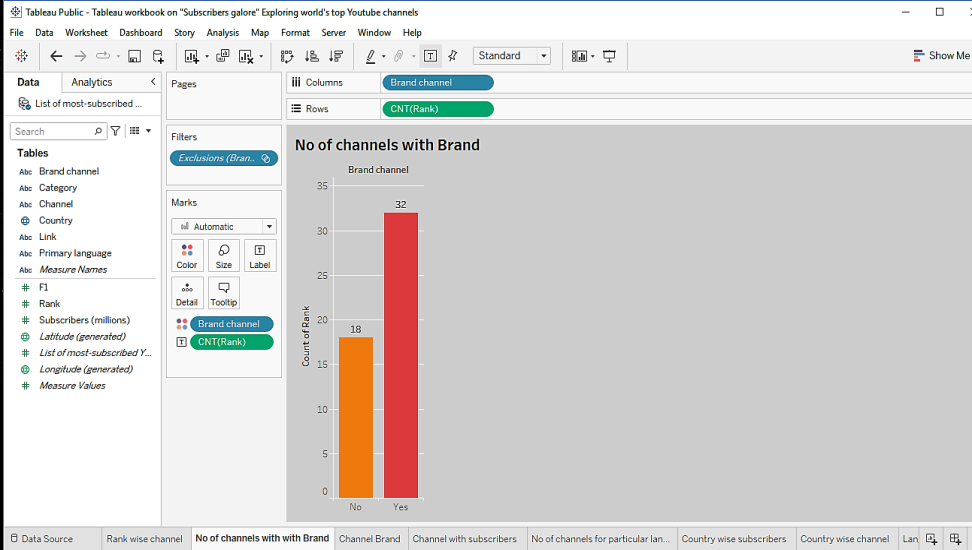 Tableau Public - Tableau workbook on "Subscribers galore" Exploring world's top Youtube channels
File Data Worksheet Dashboard Story Analysis Map Format Server Window Help
Standard
Show Me
Data Analytics
List of most-subscribed ...
Search
Tables
Abc Brand channel
Abc Category
Abc Channel
Country
Abc Link
Abc Primary language
Abc Measure Names
# F1
# Rank
# Subscribers (millions)
Latitude (generated)
# List of most-subscribed Y...
Longitude (generated)
# Measure Values
Pages
Filters
Exclusions (Bran..
Marks
Automatic
Color Size Label
Detail Tooltip
Brand channel
CNT(Rank)
Columns Brand channel
Rows CNT(Rank)
No of channels with Brand
Brand channel
35
30
25
20
15
10
5
0
Count of Rank
18
32
No Yes
Data Source Rank wise channel No of channels with with Brand Channel Brand Channel with subscribers No of channels for particular lan... Country wise subscribers Country wise channel